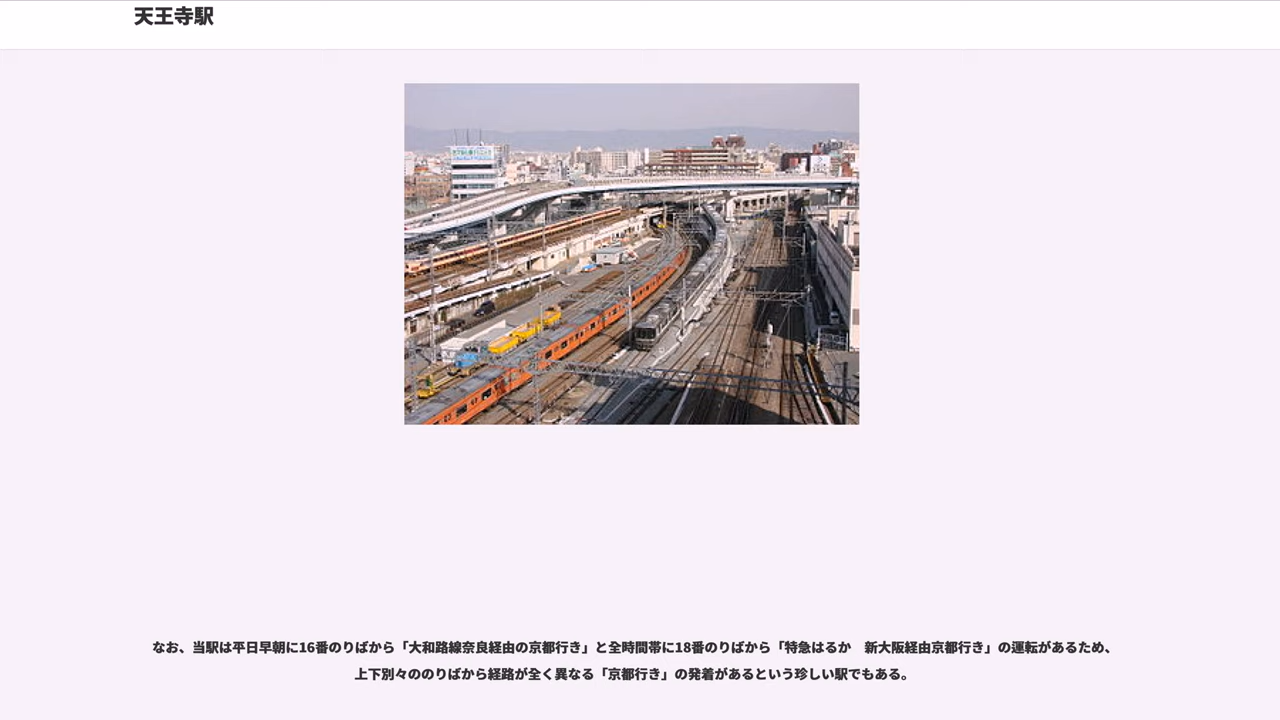 天王寺駅
なお、当駅は平日早朝に16番のりばから「大和路線奈良経由の京都行き」と全時間帯に18番のりばから「特急はるか　新大阪経由京都行き」の運転があるため、
上下別々ののりばから経路が全く異なる「京都行き」の発着があるという珍しい駅でもある。